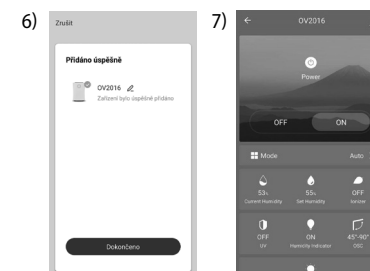 6)
Zrušit
Přidáno úspěšně
OV2016
Zařízení bylo úspěšně přidáno
Dokončeno
7)
OV2016
Power
OFF ON
Mode Auto
53% 55% OFF
Current Humidity Set Humidity Ionizer
OFF ON 45°-90°
UV Humidity Indicator OSC